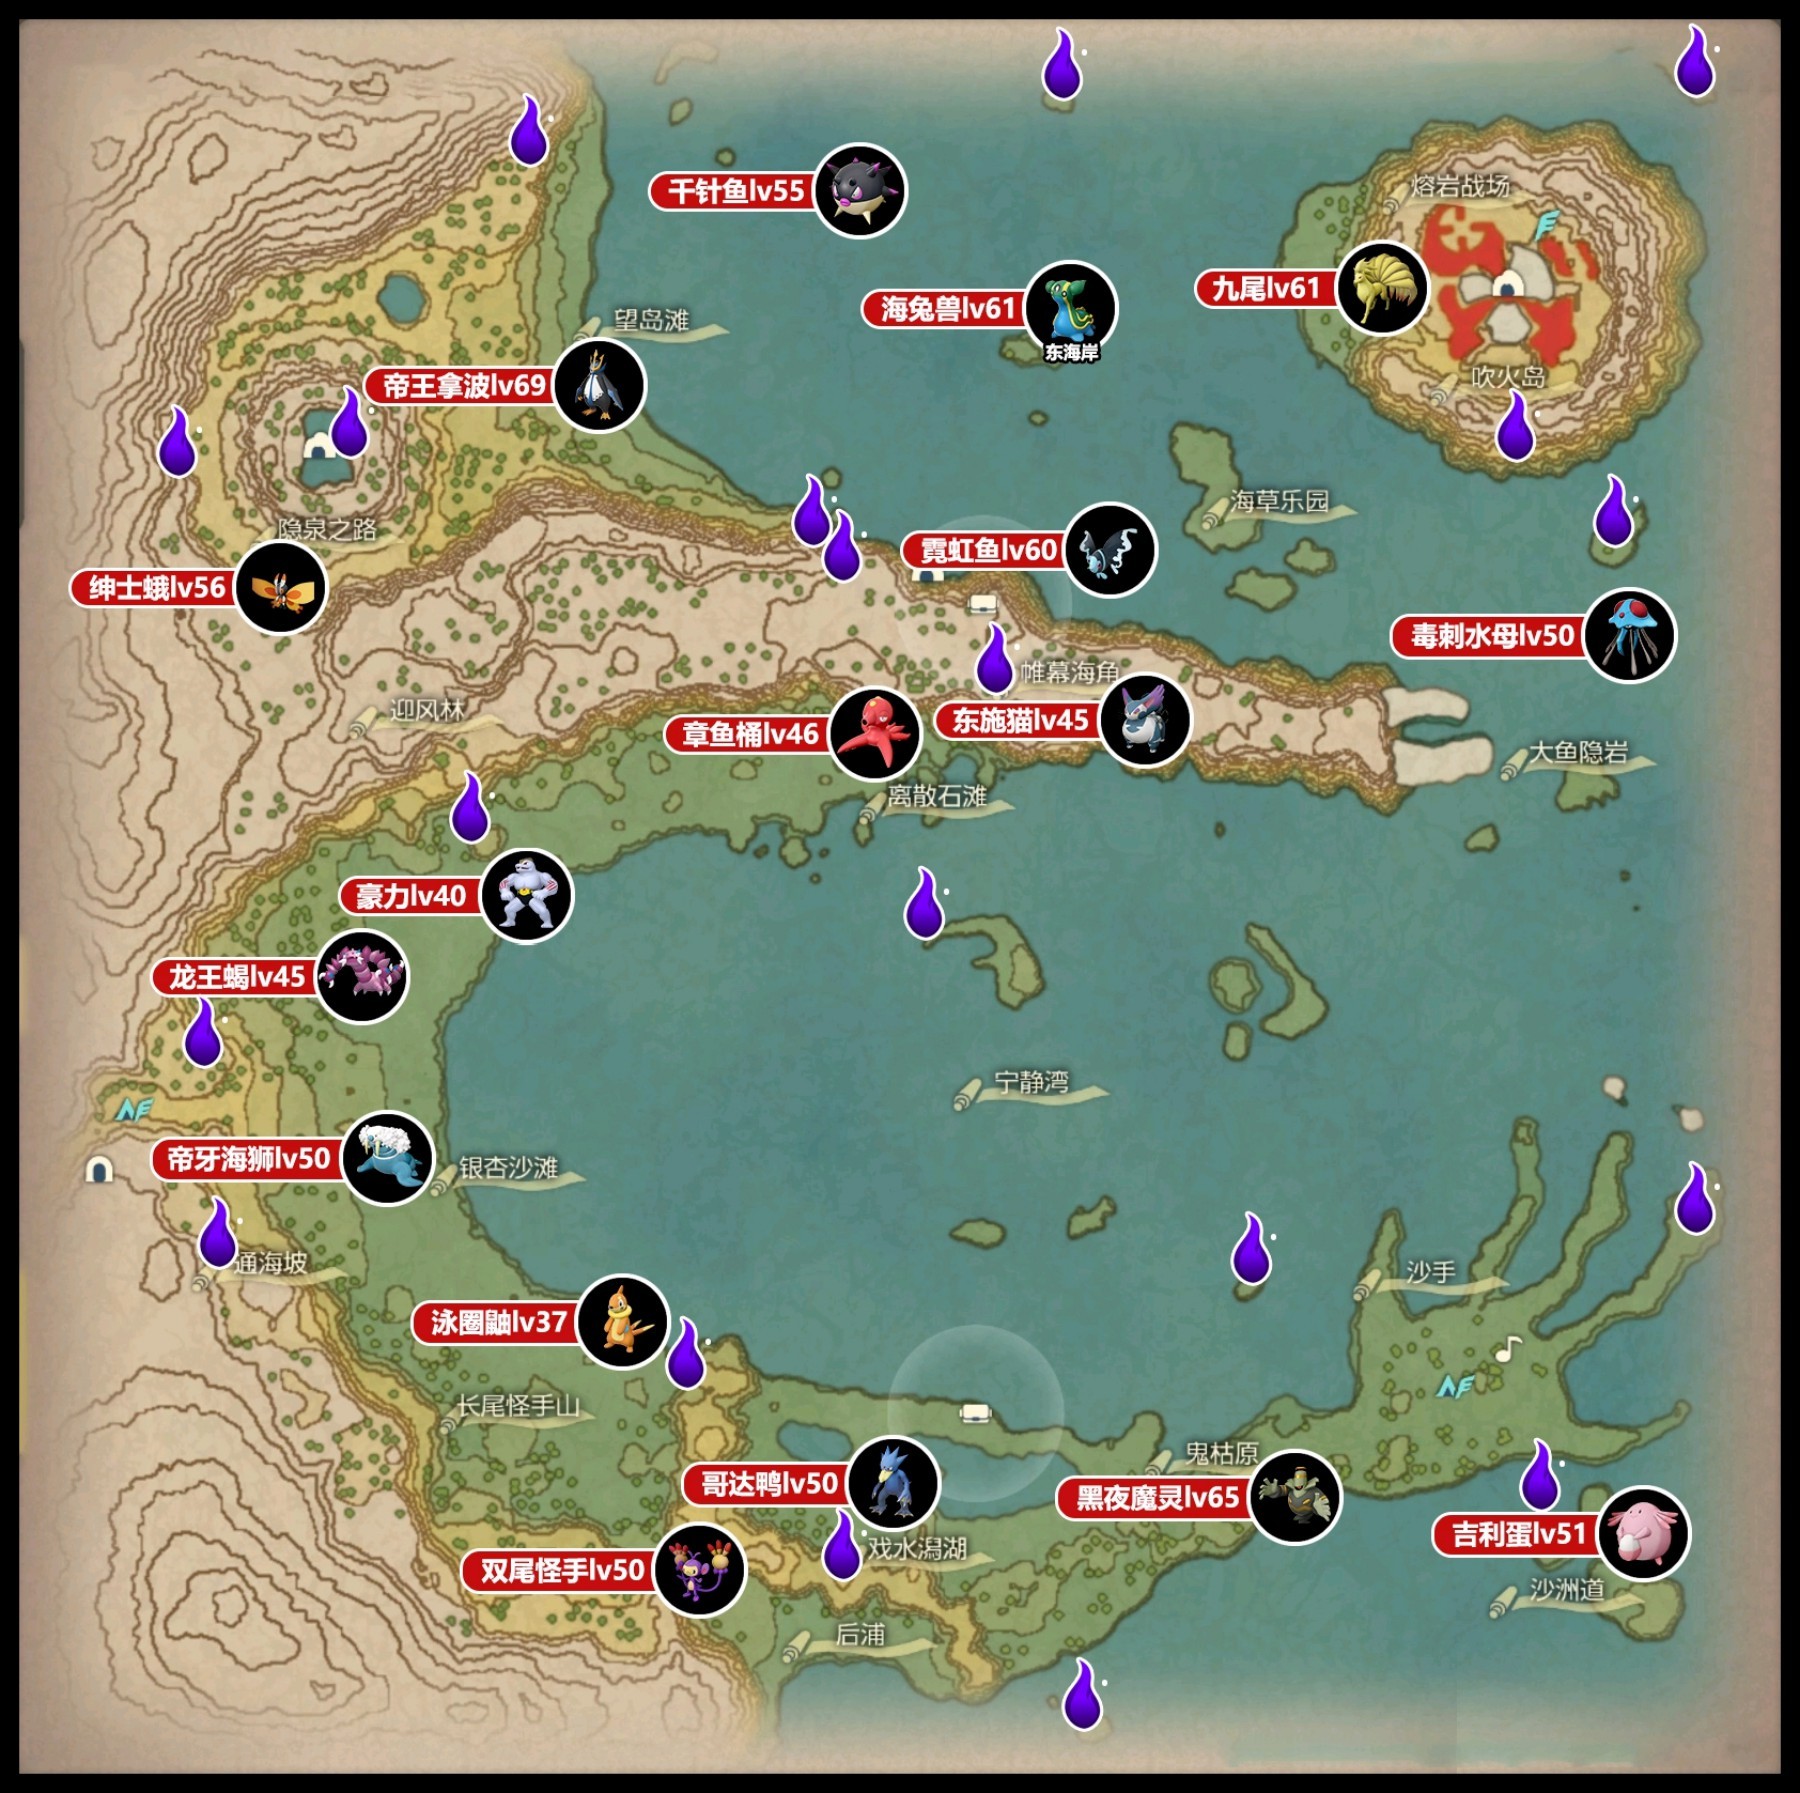 千针鱼lv55
熔岩战场
海兔兽lv61
东海岸
九尾lv61
望岛滩
帝王拿波lv69
吹火岛
海草乐园
隐泉之路
霓虹鱼lv60
绅士蛾lv56
毒刺水母lv50
帷幕海角
迎风林
章鱼桶lv46
东施猫lv45
大鱼隐岩
离散石滩
豪力lv40
龙王蝎lv45
宁静湾
帝牙海狮lv50
银杏沙滩
通海坡
沙手
泳圈鼬lv37
长尾怪手山
鬼枯原
哥达鸭lv50
黑夜魔灵lv65
吉利蛋lv51
戏水潟湖
双尾怪手lv50
沙洲道
后浦